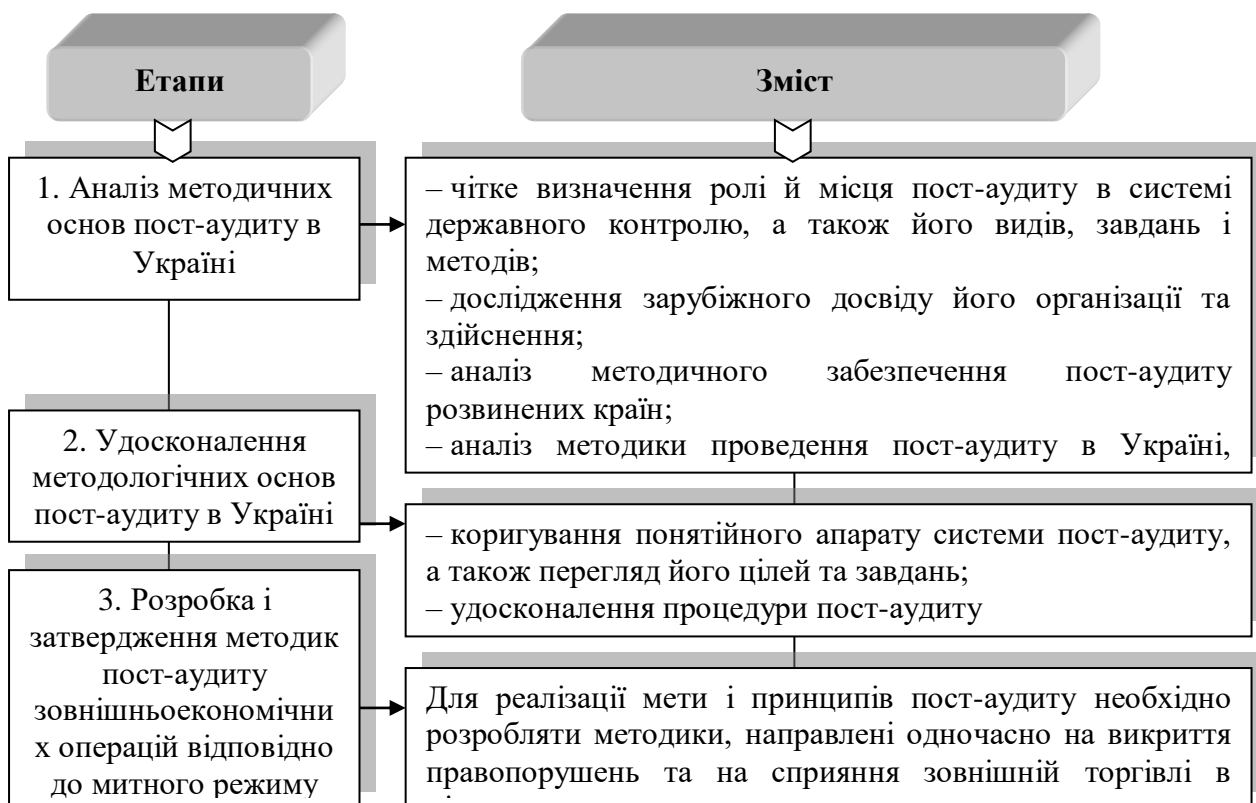 Етапи
Зміст
1. Аналіз методичних
основ пост-аудиту в
Україні
– чітке визначення ролі й місця пост-аудиту в системі
державного контролю, а також його видів, завдань і
методів;
– дослідження зарубіжного досвіду його організації та
здійснення;
– аналіз методичного забезпечення пост-аудиту
розвинених країн;
– аналіз методики проведення пост-аудиту в Україні,
2. Удосконалення
методологічних основ
пост-аудиту в Україні
– коригування понятійного апарату системи пост-аудиту,
а також перегляд його цілей та завдань;
– удосконалення процедури пост-аудиту
3. Розробка і
затвердження методик
пост-аудиту
зовнішньоекономічни
х операцій відповідно
до митного режиму
Для реалізації мети і принципів пост-аудиту необхідно
розробляти методики, направлені одночасно на викриття
правопорушень та на сприяння зовнішній торгівлі в